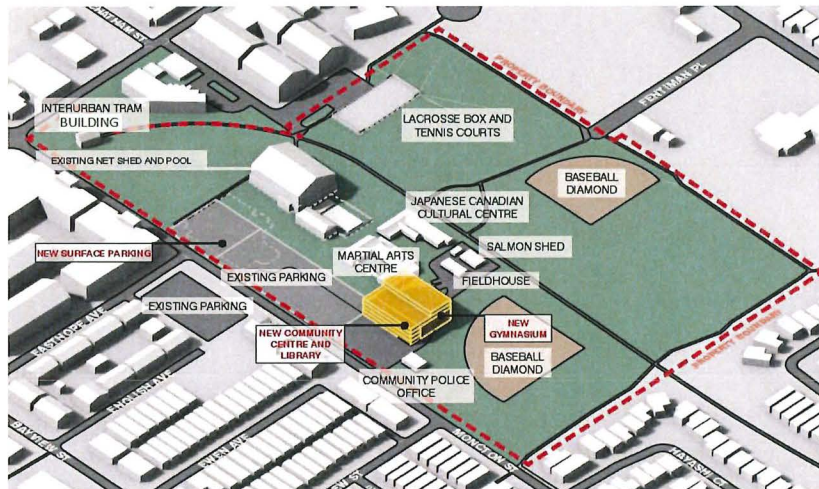 CHATHAM ST
PROPERTY BOUNDARY
FENTIMAN PL
INTERURBAN TRAM
BUILDING
LACROSSE BOX AND
TENNIS COURTS
EXISTING NET SHED AND POOL
BASEBALL
DIAMOND
JAPANESE CANADIAN
CULTURAL CENTRE
NEW SURFACE PARKING
SALMON SHED
MARTIAL ARTS
CENTRE
EXISTING PARKING
FIELDHOUSE
EXISTING PARKING
NEW COMMUNITY
CENTRE AND
LIBRARY
NEW
GYMNASIUM
BASEBALL
DIAMOND
PROPERTY BOUNDARY
EASTHOPE AVE
COMMUNITY POLICE
OFFICE
ENGLISH AVE
BAYVIEW ST
EWEN AVE
MONCTON ST
HAYASHI CT